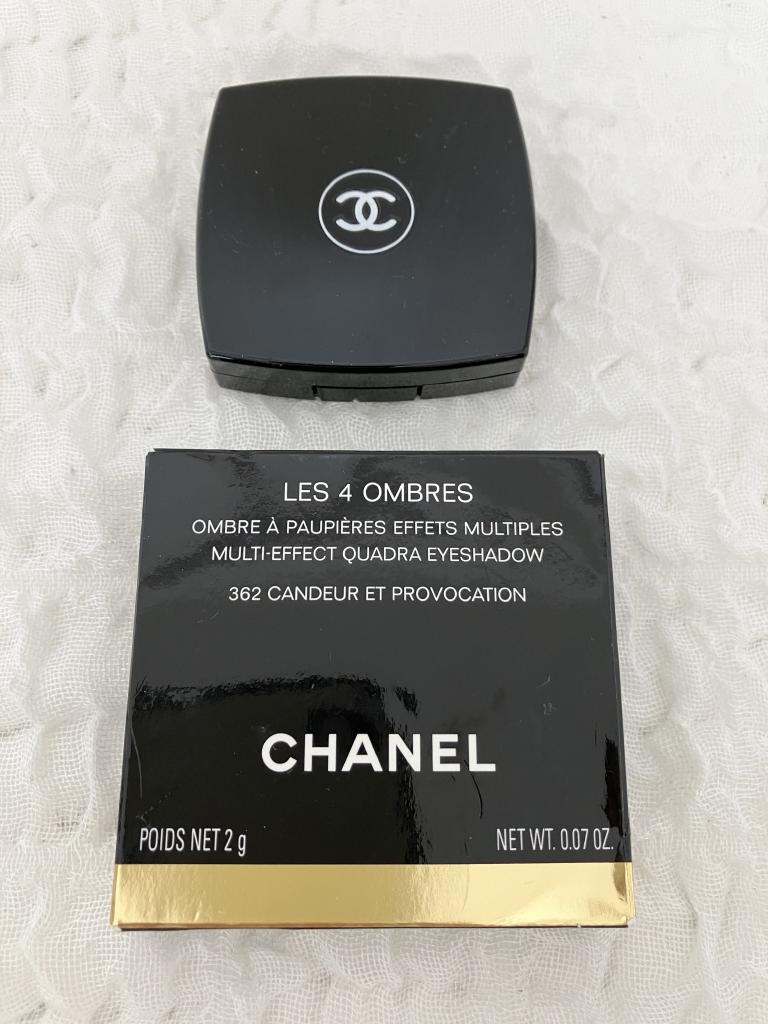 LES 4 OMBRES
OMBRE À PAUPIÈRES EFFETS MULTIPLES
MULTI-EFFECT QUADRA EYESHADOW
362 CANDEUR ET PROVOCATION
CHANEL
POIDS NET 2 g
NET WT. 0.07 OZ.